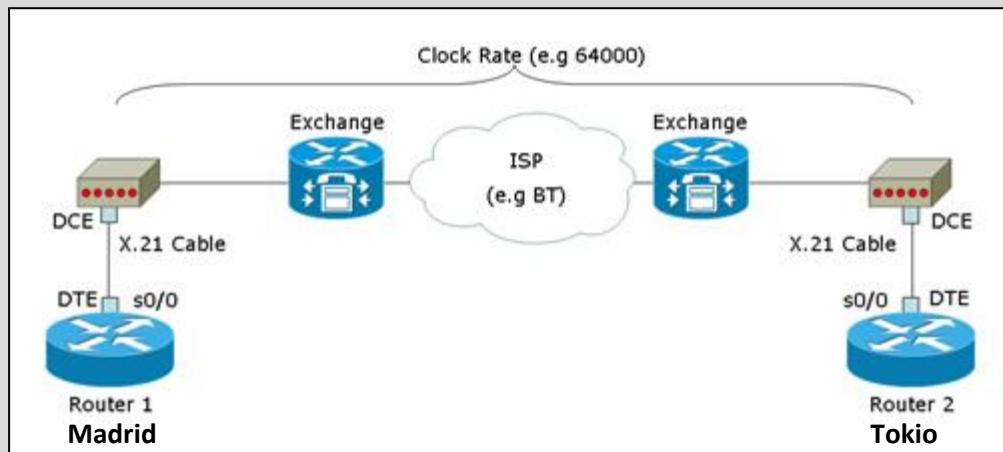 Clock Rate (e.g 64000)
Exchange
Exchange
ISP
(e.g BT)
DCE
DCE
X.21 Cable
X.21 Cable
DTE
s0/0
s0/0
DTE
Router 1
Router 2
Madrid
Tokio